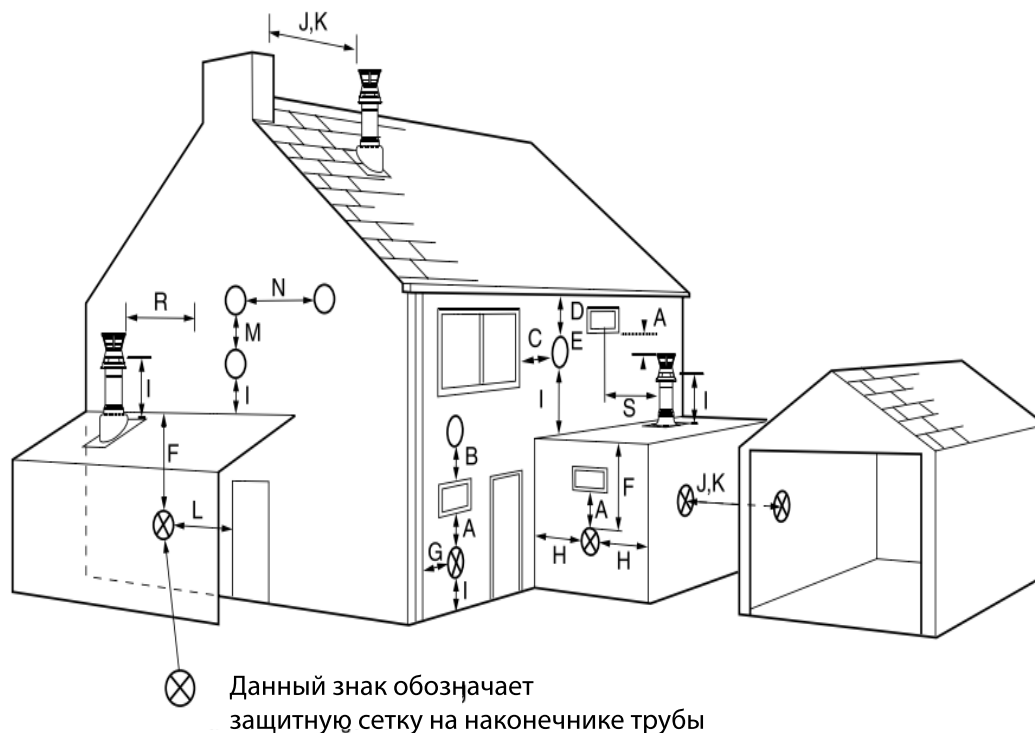 J,K
R
N
M
I
I
F
L
D
E
C
A
I
S
I
B
A
G
I
F
A
H
H
J,K
Данный знак обозначает
защитную сетку на наконечнике трубы